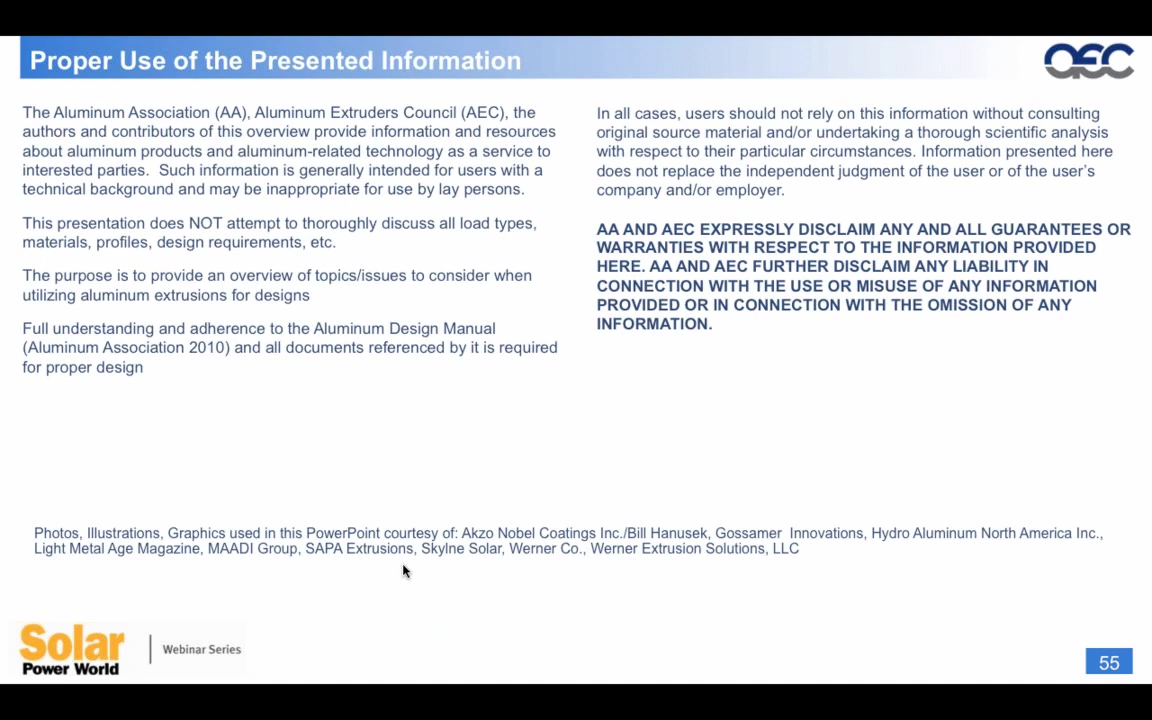 Proper Use of the Presented Information
AEC
The Aluminum Association (AA), Aluminum Extruders Council (AEC), the
authors and contributors of this overview provide information and resources
about aluminum products and aluminum-related technology as a service to
interested parties.  Such information is generally intended for users with a
technical background and may be inappropriate for use by lay persons.
This presentation does NOT attempt to thoroughly discuss all load types,
materials, profiles, design requirements, etc.
The purpose is to provide an overview of topics/issues to consider when
utilizing aluminum extrusions for designs
Full understanding and adherence to the Aluminum Design Manual
(Aluminum Association 2010) and all documents referenced by it is required
for proper design
In all cases, users should not rely on this information without consulting
original source material and/or undertaking a thorough scientific analysis
with respect to their particular circumstances. Information presented here
does not replace the independent judgment of the user or of the user's
company and/or employer.
AA AND AEC EXPRESSLY DISCLAIM ANY AND ALL GUARANTEES OR
WARRANTIES WITH RESPECT TO THE INFORMATION PROVIDED
HERE. AA AND AEC FURTHER DISCLAIM ANY LIABILITY IN
CONNECTION WITH THE USE OR MISUSE OF ANY INFORMATION
PROVIDED OR IN CONNECTION WITH THE OMISSION OF ANY
INFORMATION.
Photos, Illustrations, Graphics used in this PowerPoint courtesy of: Akzo Nobel Coatings Inc./Bill Hanusek, Gossamer  Innovations, Hydro Aluminum North America Inc.,
Light Metal Age Magazine, MAADI Group, SAPA Extrusions, Skylne Solar, Werner Co., Werner Extrusion Solutions, LLC
Solar
Power World
Webinar Series
55